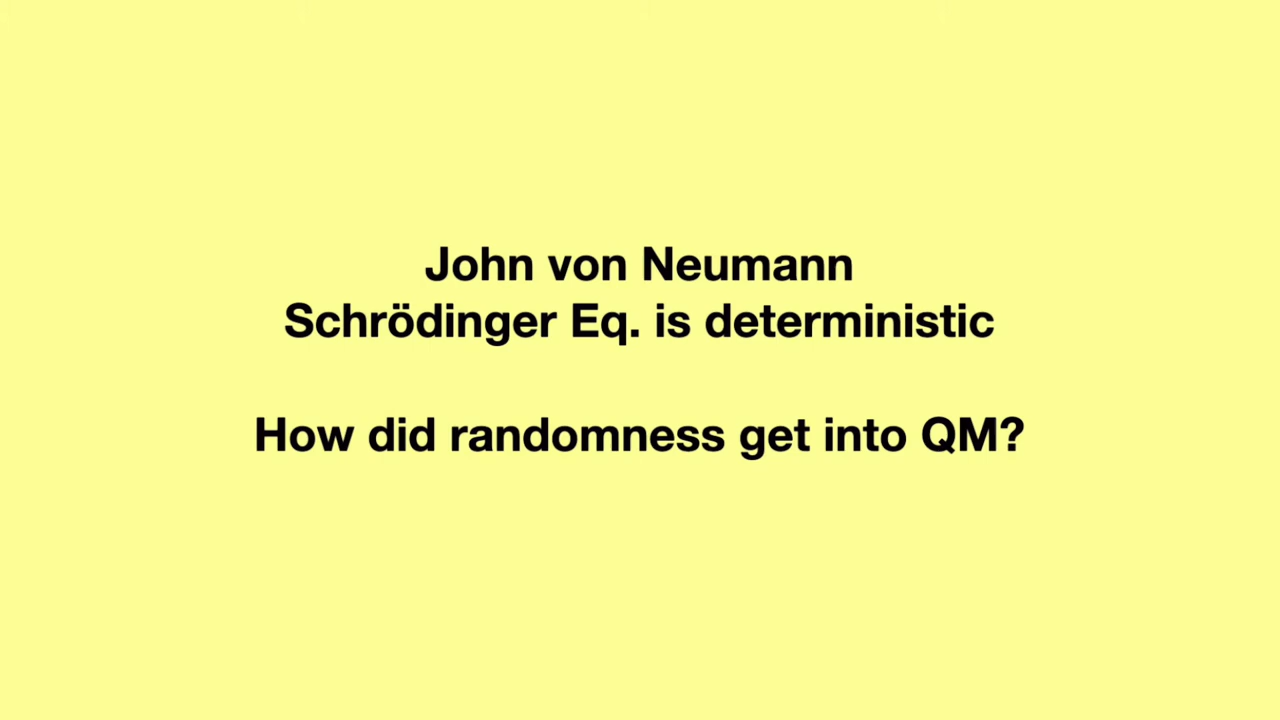 John von Neumann
Schrödinger Eq. is deterministic
How did randomness get into QM?